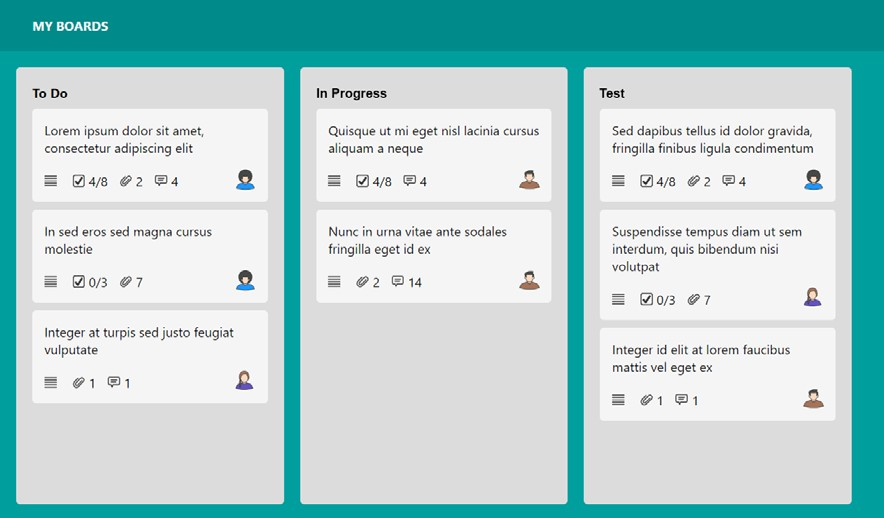 MY BOARDS
To Do
Lorem ipsum dolor sit amet,
consectetur adipiscing elit
4/8 2 4
In sed eros sed magna cursus
molestie
0/3 7
Integer at turpis sed justo feugiat
vulputate
1 1
In Progress
Quisque ut mi eget nisl lacinia cursus
aliquam a neque
4/8 4
Nunc in urna vitae ante sodales
fringilla eget id ex
2 14
Test
Sed dapibus tellus id dolor gravida,
fringilla finibus ligula condimentum
4/8 2 4
Suspendisse tempus diam ut sem
interdum, quis bibendum nisi
volutpat
0/3 7
Integer id elit at lorem faucibus
mattis vel eget ex
1 1